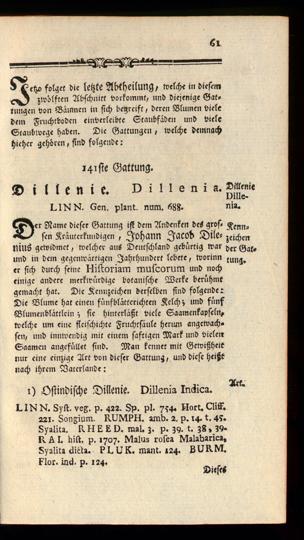 61
Jetzo folget die letzte Abtheilung, welche in diesem
zwölften Abschnitt vorkommt, und diejenige Gat-
tungen von Bäumen in sich begreift, deren Blumen viele
dem Fruchtboden einverleibte Staubfäden und viele
Staubwege haben. Die Gattungen, welche demnach
hieher gehören, sind folgende:
141ste Gattung.
Dillenie. Dillenia.
Dillenie
Dille-
nia.
LINN. Gen. plant. num. 688.
Der Name dieser Gattung ist dem Andenken des gros-
sen Kräuterkundigen, Johann Jacob Dille-
nius gewidmet, welcher aus Deutschland gebürtig war
und in dem gegenwärtigen Jahrhundert lebete, worinn
er sich durch seine Historiam muscorum und noch
einige andere merkwürdige botanische Werke berühmt
gemacht hat. Die Kennzeichen derselben sind folgende:
Die Blume hat einen fünfblätterichten Kelch; und fünf
Blumenblättlein; sie hinterläßt viele Saamenkapseln,
welche um eine fleischichte Fruchtsäule herum angewach-
sen, und innwendig mit einem saftigen Mark und vielen
Saamen angefüllet sind. Man kennet mit Gewißheit
nur eine einzige Art von dieser Gattung, und diese heißt
nach ihrem Vaterlande:
Kenn-
zeichen
der Gat-
tung.
1) Ostindische Dillenie. Dillenia Indica.
Art.
LINN. Syst. veg. p. 422. Sp. pl. 754. Hort. Cliff.
221. Songium. RUMPH. amb. 2. p. 14. t. 45.
Syalita. RHEED. mal. 3. p. 39. t. 38, 39.
RAI. hist. p. 1707. Malus rosea Malabarica,
Syalita dicta. PLUK. mant. 124. BURM.
Flor. ind. p. 124.
Dieses